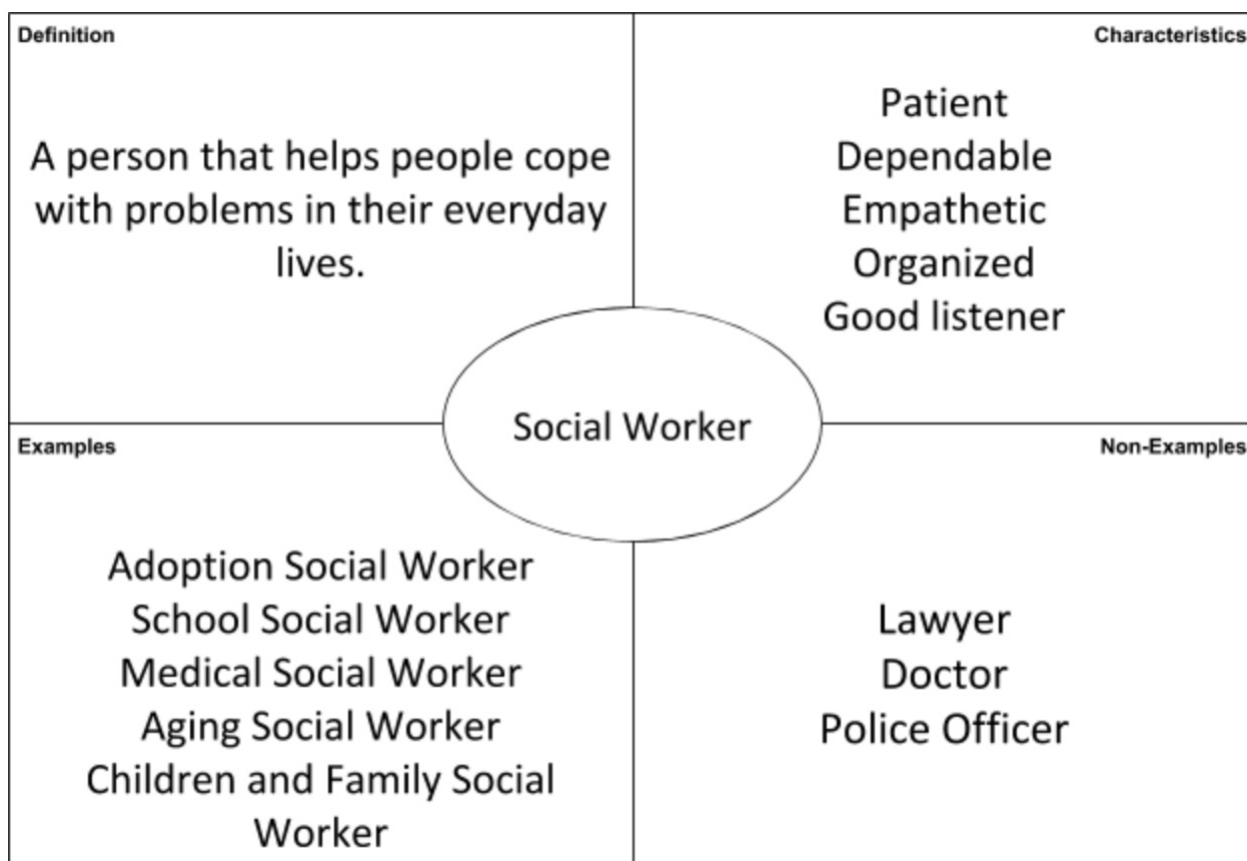 Definition
A person that helps people cope
with problems in their everyday
lives.
Characteristics
Patient
Dependable
Empathetic
Organized
Good listener
Social Worker
Examples
Adoption Social Worker
School Social Worker
Medical Social Worker
Aging Social Worker
Children and Family Social
Worker
Non-Examples
Lawyer
Doctor
Police Officer